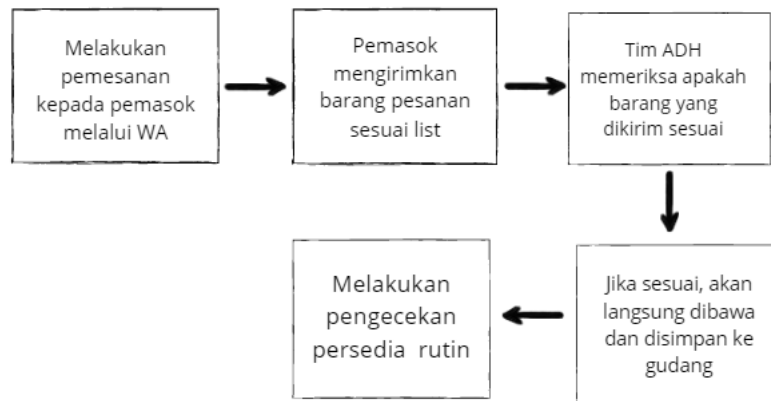 Melakukan
pemesanan
kepada pemasok
melalui WA
Pemasok
mengirimkan
barang pesanan
sesuai list
Tim ADH
memeriksa apakah
barang yang
dikirim sesuai
Jika sesuai, akan
langsung dibawa
dan disimpan ke
gudang
Melakukan
pengecekan
persedia rutin